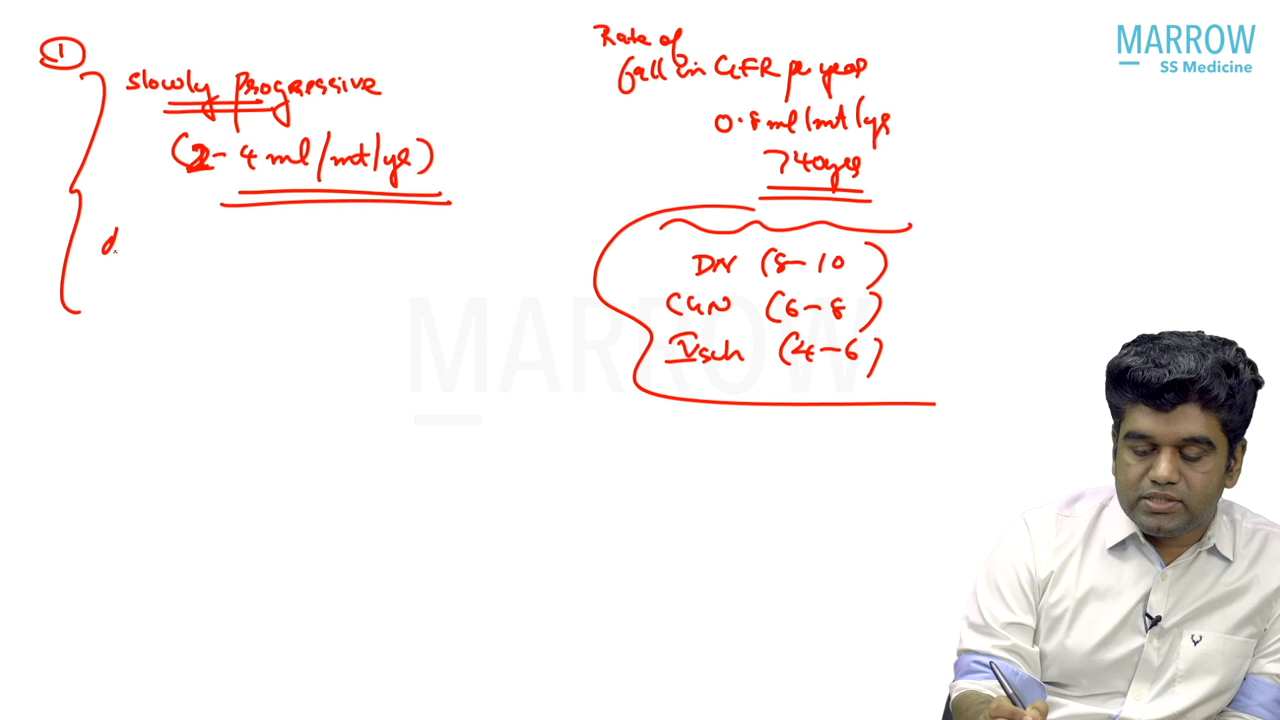 1
slowly progressive
(2-4 ml/mt/yr)
d
Rate of
fall in GFR per year
0.8 ml/mt/yr
>40yrs
DN (8-10)
CGN (6-8)
Isch (4-6)
MARROW
SS Medicine
MARROW